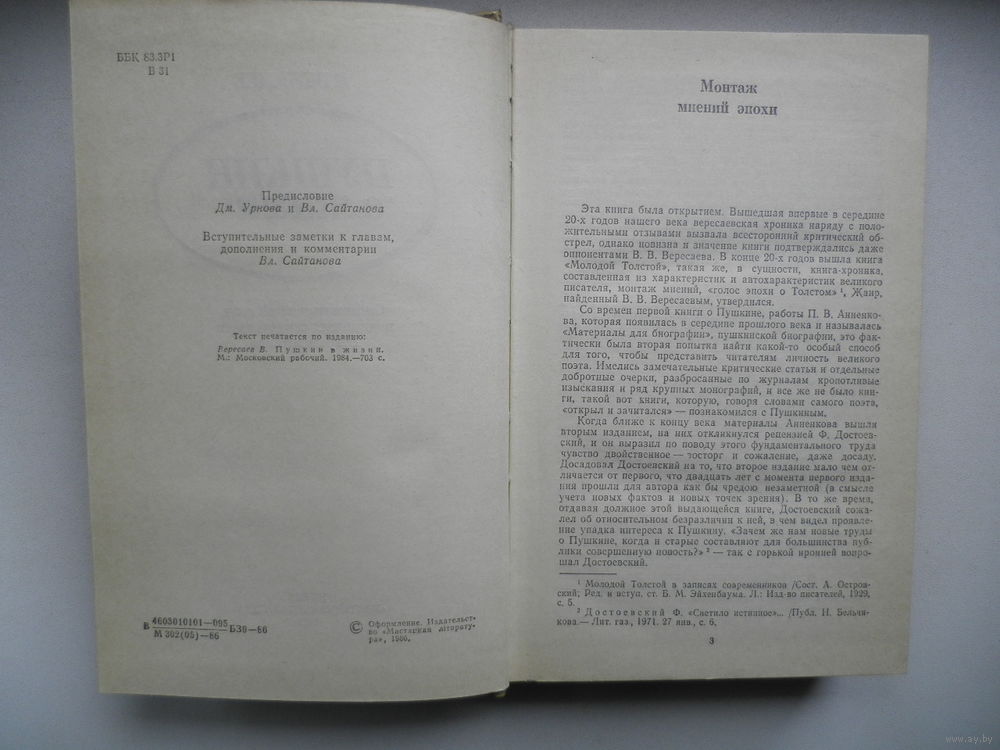 ББК 83.3Р1
В 31
Предисловие
Дм. Урнова и Вл. Сайтанова
Вступительные заметки к главам,
дополнения и комментарии
Вл. Сайтанова
Текст печатается по изданию:
Вересаев В. Пушкин в жизни.
М.: Московский рабочий. 1984.—703 с.
В 4603010101—095 БЗ0—86
М 302(05)—86
© Оформление. Издательст-
во «Мастацкая літарату-
ра», 1986.
Монтаж
мнений эпохи
Эта книга была открытием. Вышедшая впервые в середине
20-х годов нашего века вересаевская хроника наряду с поло-
жительными отзывами вызвала всесторонний критический об-
стрел, однако новизна и значение книги подтверждались даже
оппонентами В. В. Вересаева. В конце 20-х годов вышла книга
«Молодой Толстой», такая же, в сущности, книга-хроника,
составленная из характеристик и автохарактеристик великого
писателя, монтаж мнений, «голос эпохи о Толстом» 1. Жанр,
найденный В. В. Вересаевым, утвердился.
Со времен первой книги о Пушкине, работы П. В. Анненко-
ва, которая появилась в середине прошлого века и называлась
«Материалы для биографии», пушкинской биографии, это фак-
тически была вторая попытка найти какой-то особый способ
для того, чтобы представить читателям личность великого
поэта. Имелись замечательные критические статьи и отдельные
добротные очерки, разбросанные по журналам кропотливые
изыскания и ряд крупных монографий, и все же не было кни-
ги, такой вот книги, которую, говоря словами самого поэта,
«открыл и зачитался» — познакомился с Пушкиным.
Когда ближе к концу века материалы Анненкова вышли
вторым изданием, на них откликнулся рецензией Ф. Достоев-
ский, и он выразил по поводу этого фундаментального труда
чувство двойственное — восторг и сожаление, даже досаду.
Досадовал Достоевский на то, что второе издание мало чем от-
личается от первого, что двадцать лет с момента первого изда-
ния прошли для автора как бы чредою незаметной (в смысле
учета новых фактов и новых точек зрения). В то же время,
отдавая должное этой выдающейся книге, Достоевский сожа-
лел об относительном безразличии к ней, в чем видел проявле-
ние упадка интереса к Пушкину. «Зачем же нам новые труды
о Пушкине, когда и старые составляют для большинства пуб-
лики совершенную новость?» 2 — так с горькой иронией вопро-
шал Достоевский.
1 Молодой Толстой в записях современников /Сост. А. Остров-
ский; Ред. и вступ. ст. Б. М. Эйхенбаума. Л.: Изд-во писателей, 1929,
с. 5.
2 Достоевский Ф. «Светило истинное»... /Публ. Н. Бельчи-
кова.— Лит. газ., 1971. 27 янв., с. 6.
3
www.ay.by